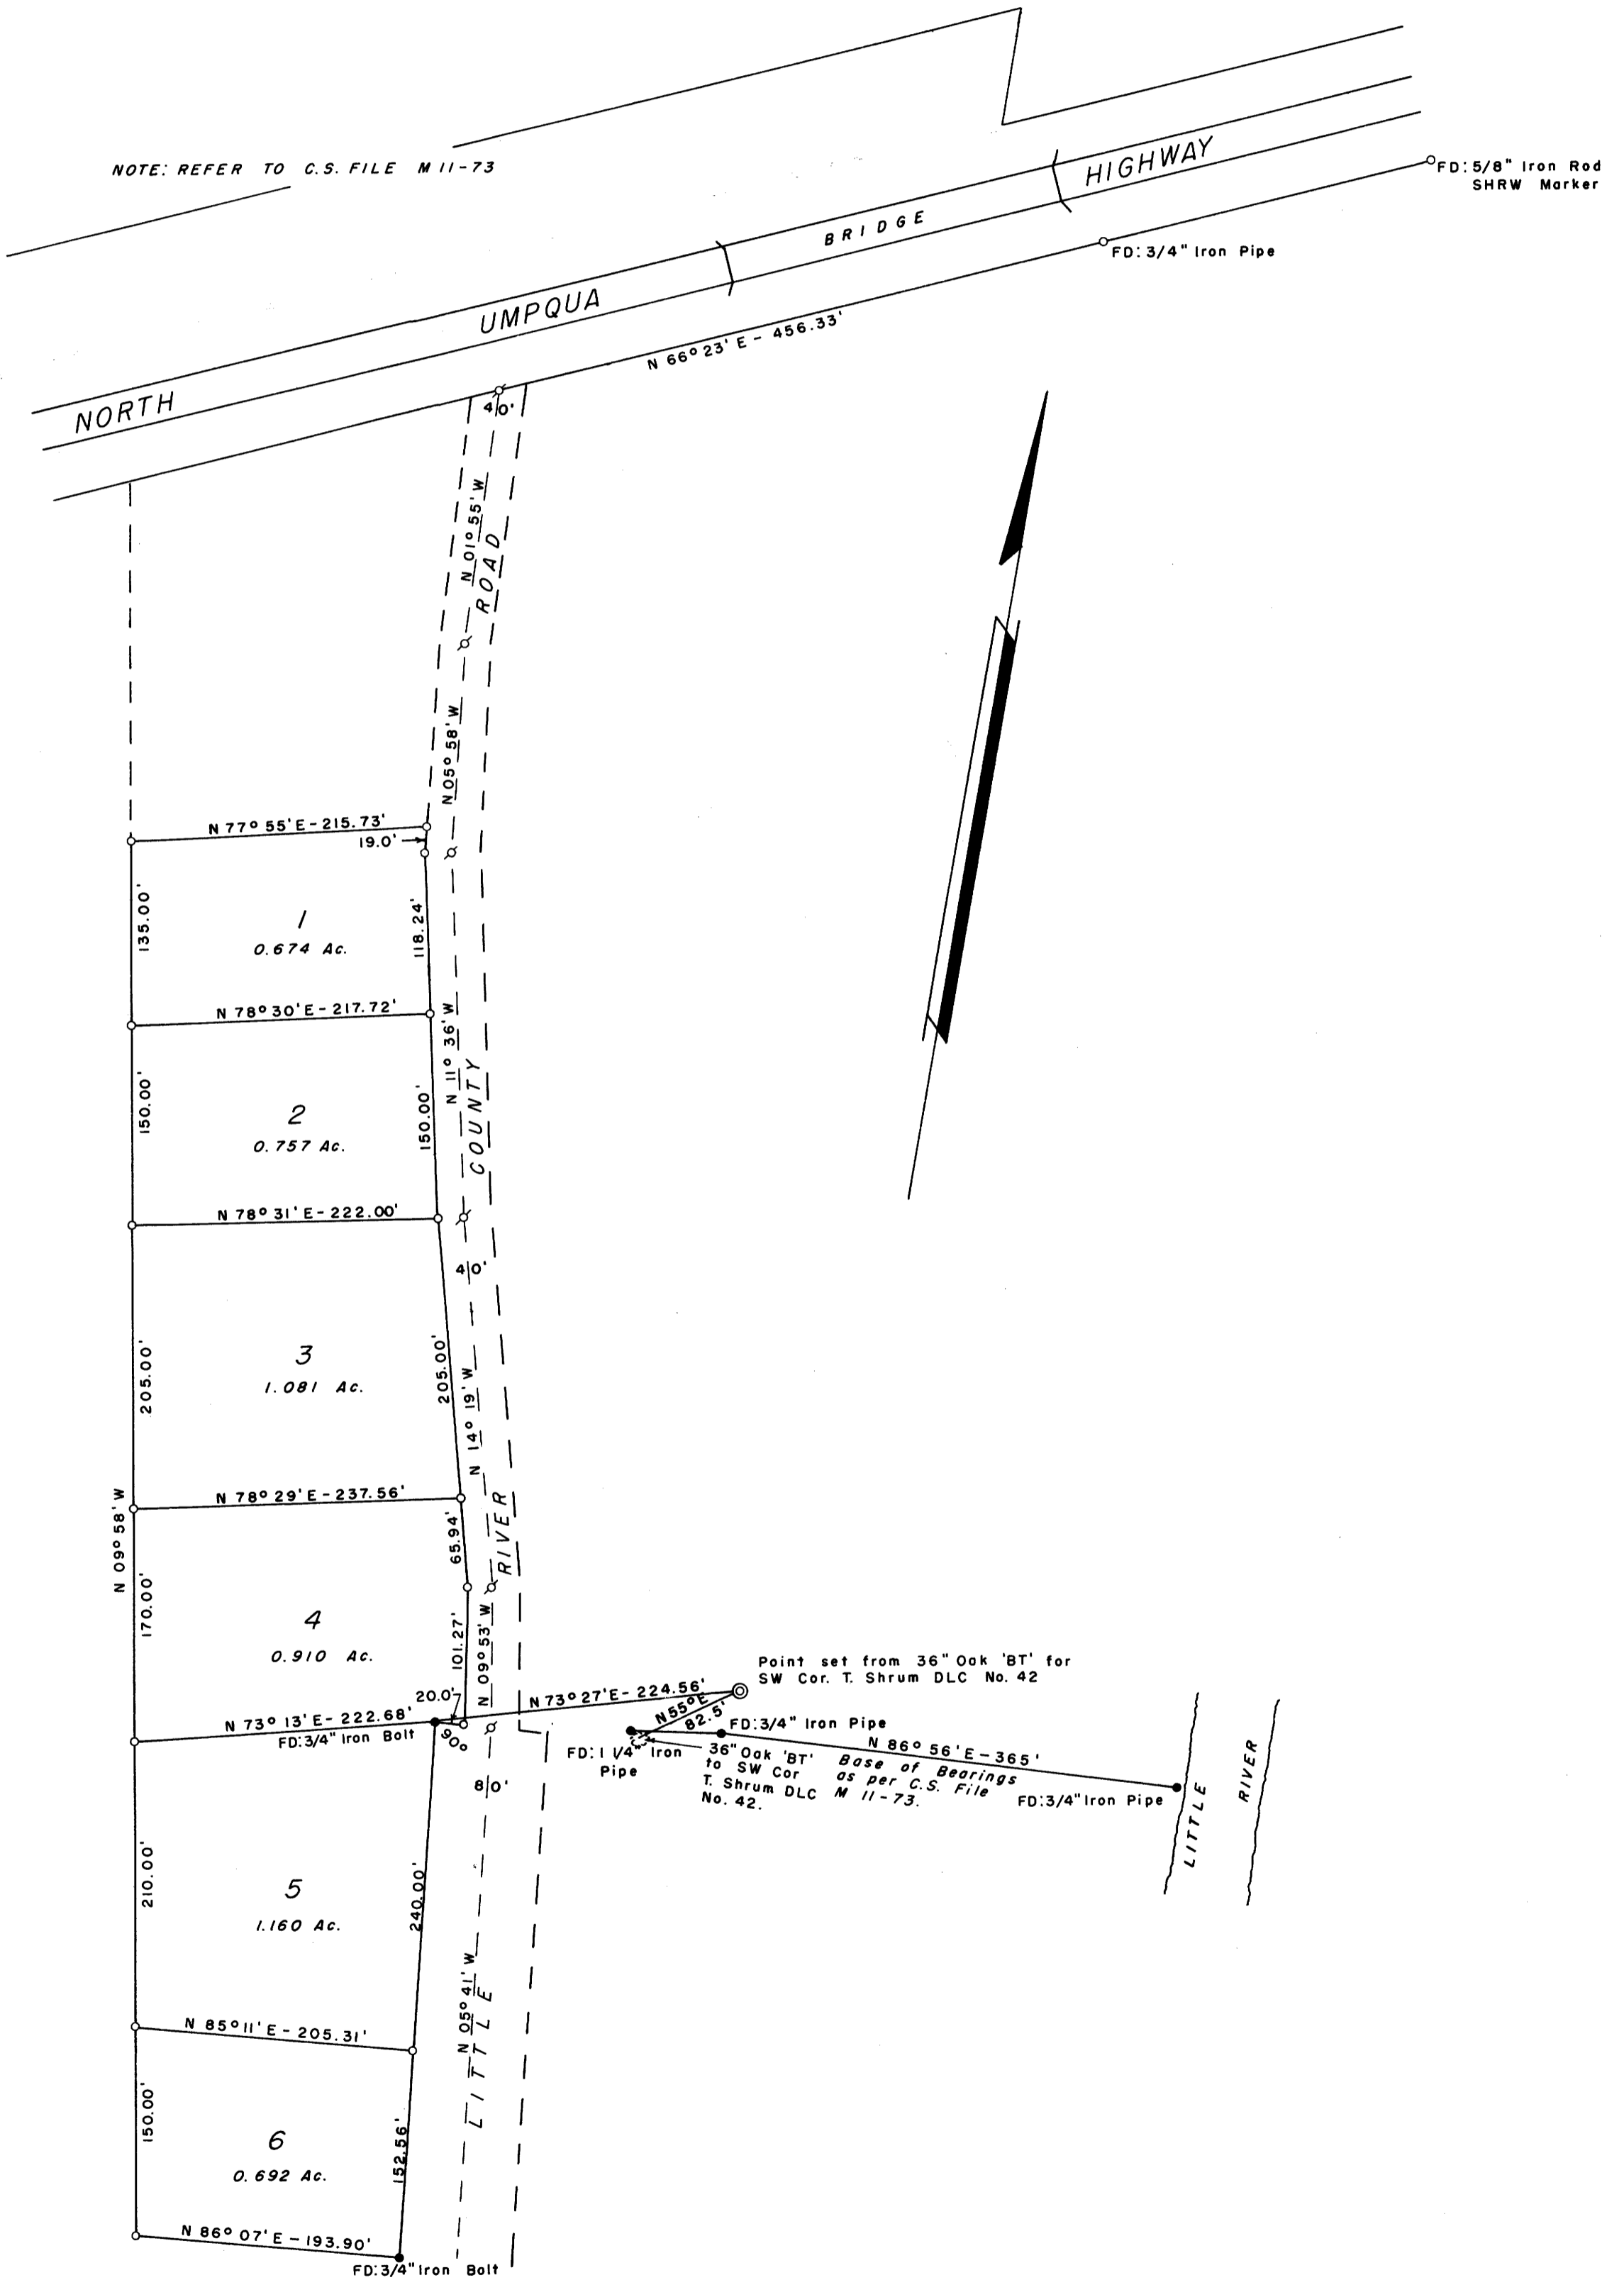 NOTE: REFER TO C.S. FILE M 11-73
HIGHWAY
BRIDGE
UMPQUA
NORTH
FD: 5/8" Iron Rod
SHRW Marker
FD: 3/4" Iron Pipe
N 66° 23' E - 456.33'
40'
N 01° 55' W
ROAD
N 05° 58' W
N 77° 55' E - 215.73'
19.0'
135.00'
1
0.674 Ac.
118.24'
N 78° 30' E - 217.72'
N 11° 36' W
COUNTY
150.00'
2
0.757 Ac.
150.00'
N 78° 31' E - 222.00'
40'
205.00'
3
1.081 Ac.
205.00'
N 14° 19' W
N 78° 29' E - 237.56'
N 09° 58' W
65.94'
RIVER
170.00'
4
0.910 Ac.
101.27'
N 09° 53' W
20.0'
N 73° 13' E - 222.68'
FD: 3/4" Iron Bolt
90°
N 73° 27' E - 224.56'
Point set from 36" Oak 'BT' for
SW Cor. T. Shrum DLC No. 42
N 55° E
82.5'
FD: 3/4" Iron Pipe
FD: 1 1/4" Iron
Pipe
36" Oak 'BT'
to SW Cor
T. Shrum DLC
No. 42.
N 86° 56' E - 365'
Base of Bearings
as per C.S. File
M 11-73.
FD: 3/4" Iron Pipe
LITTLE
RIVER
80'
210.00'
5
1.160 Ac.
240.00'
N 05° 41' W
LITTLE
N 85° 11' E - 205.31'
150.00'
6
0.692 Ac.
152.56'
N 86° 07' E - 193.90'
FD: 3/4" Iron Bolt